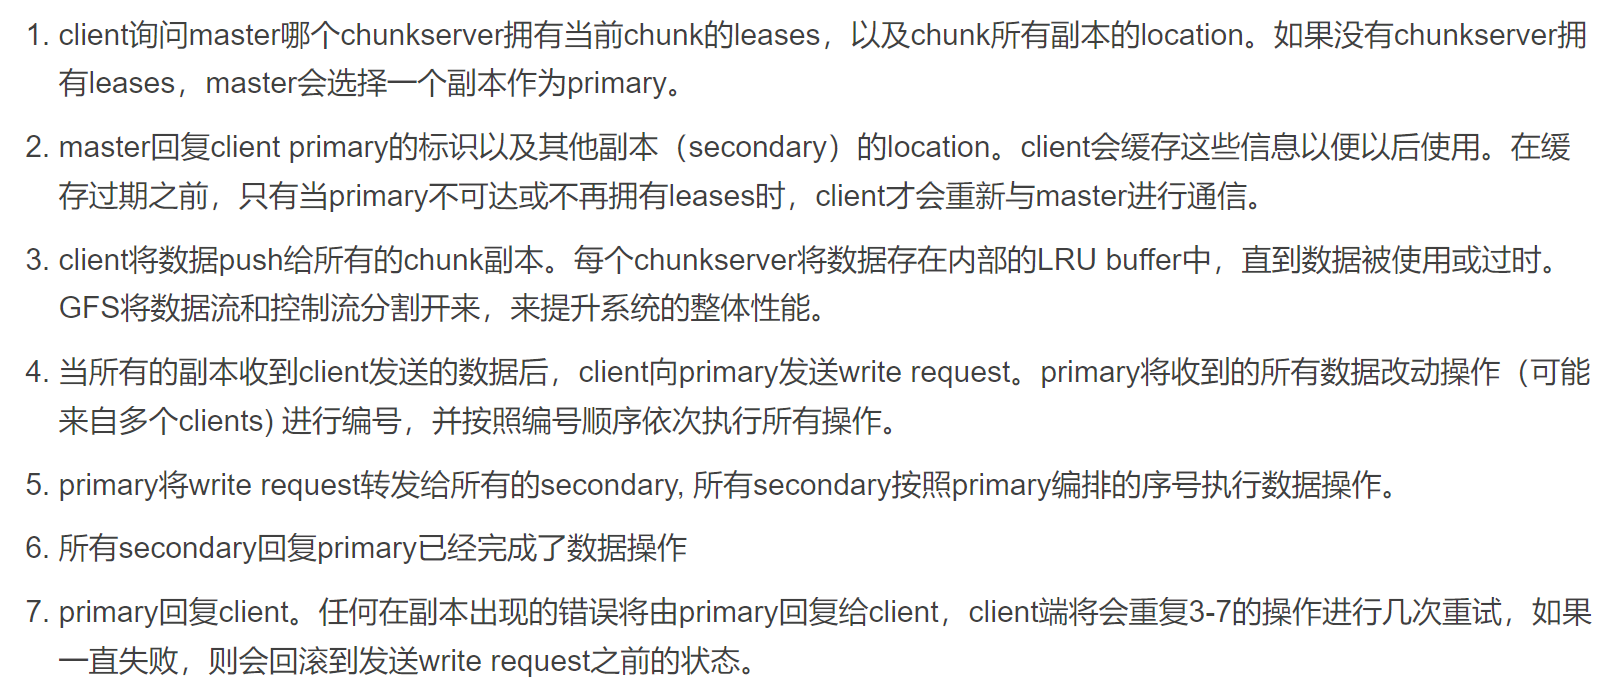 1. client询问master哪个chunkserver拥有当前chunk的leases，以及chunk所有副本的location。如果没有chunkserver拥
有leases，master会选择一个副本作为primary。
2. master回复client primary的标识以及其他副本（secondary）的location。client会缓存这些信息以便以后使用。在缓
存过期之前，只有当primary不可达或不再拥有leases时，client才会重新与master进行通信。
3. client将数据push给所有的chunk副本。每个chunkserver将数据存在内部的LRU buffer中，直到数据被使用或过时。
GFS将数据流和控制流分割开来，来提升系统的整体性能。
4. 当所有的副本收到client发送的数据后，client向primary发送write request。primary将收到的所有数据改动操作（可能
来自多个clients) 进行编号，并按照编号顺序依次执行所有操作。
5. primary将write request转发给所有的secondary, 所有secondary按照primary编排的序号执行数据操作。
6. 所有secondary回复primary已经完成了数据操作
7. primary回复client。任何在副本出现的错误将由primary回复给client，client端将会重复3-7的操作进行几次重试，如果
一直失败，则会回滚到发送write request之前的状态。